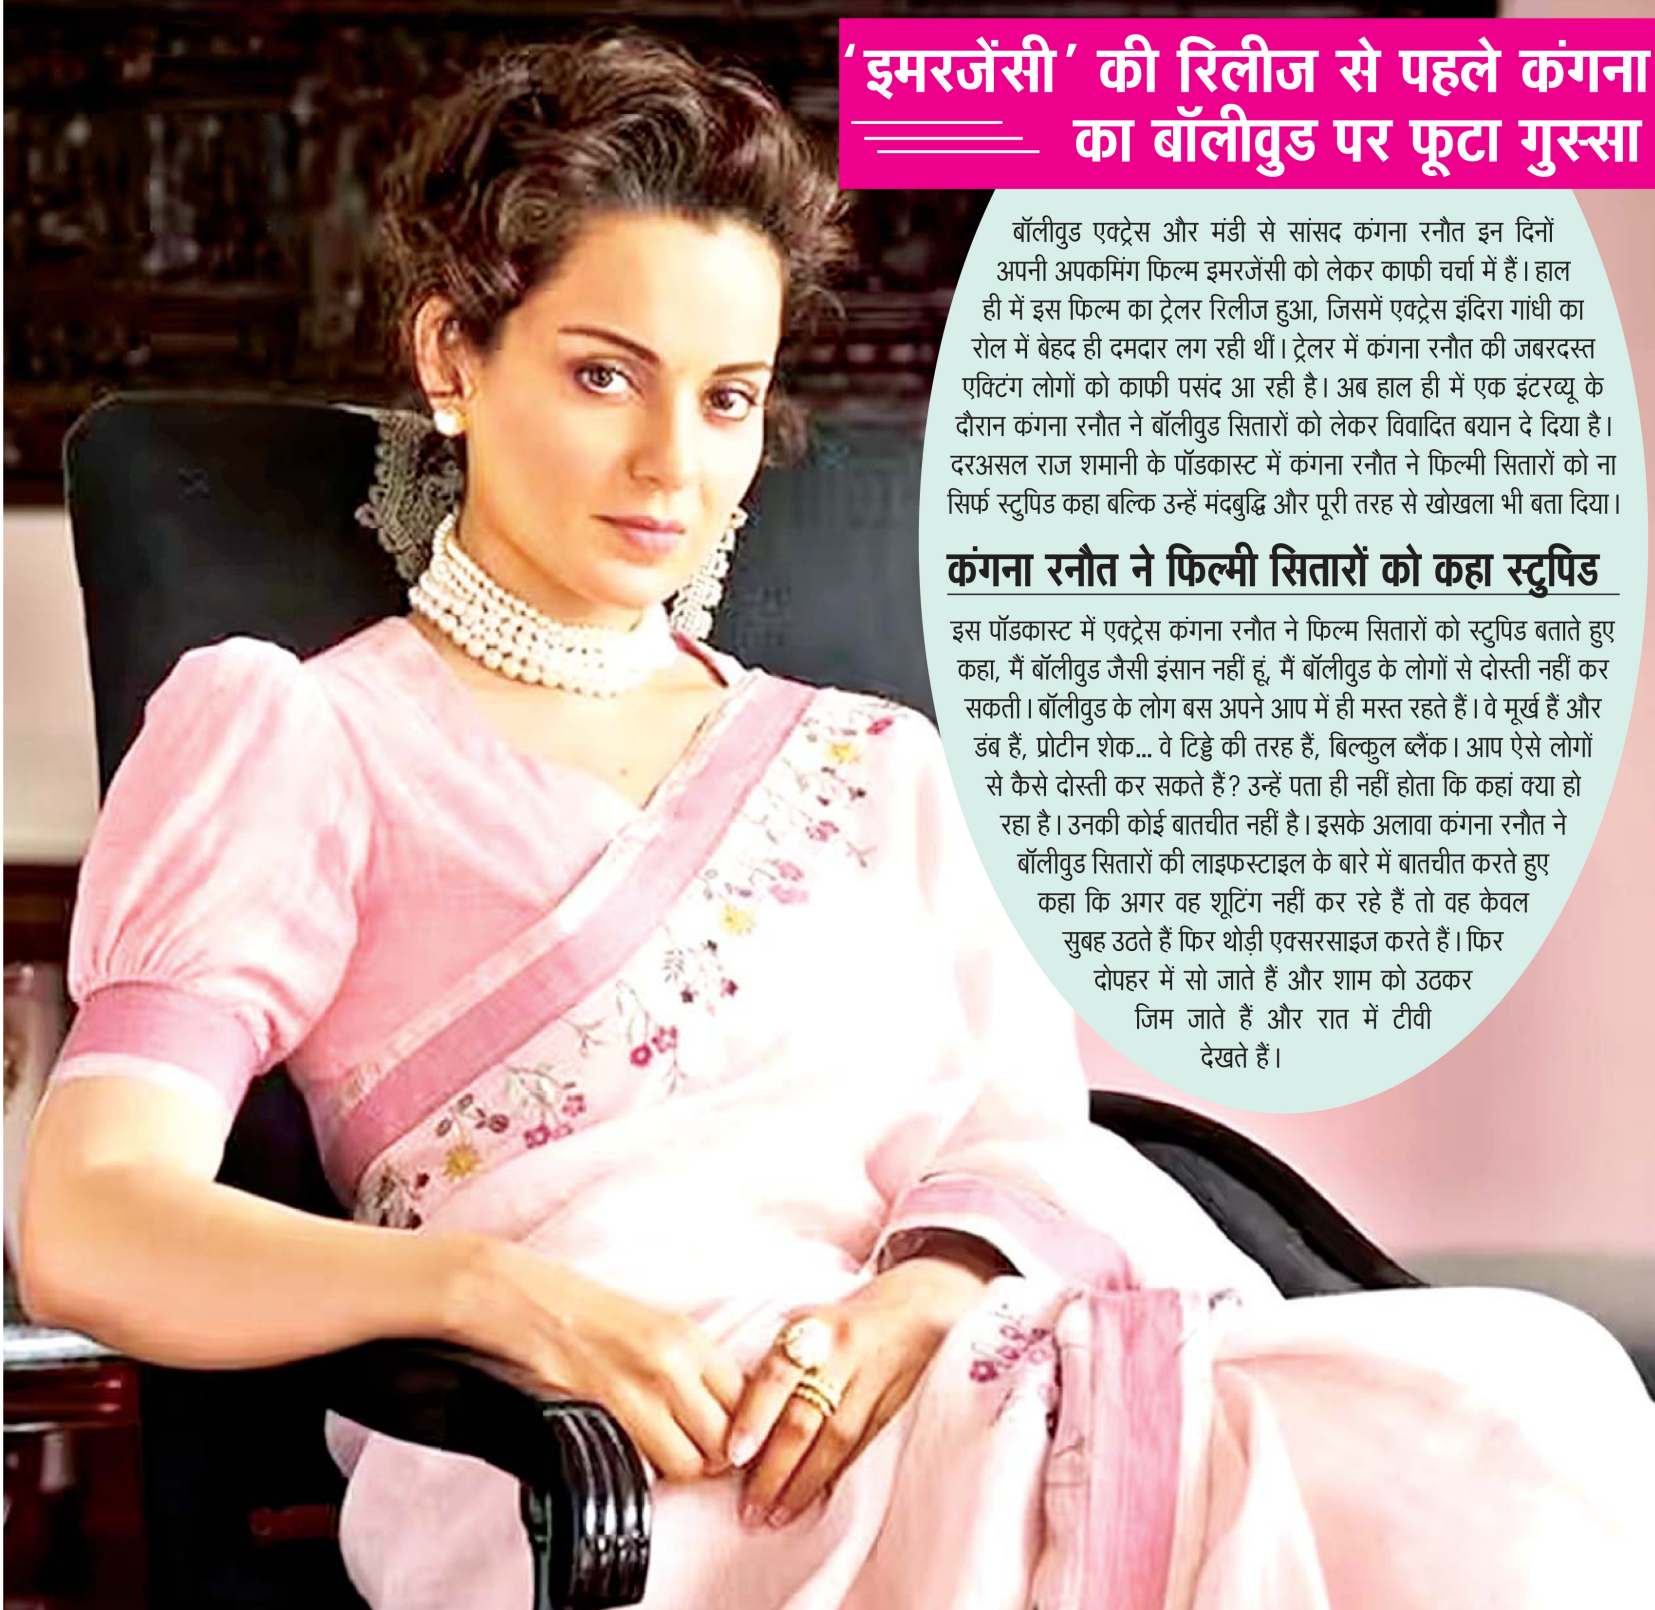 ‘इमरजेंसी’ की रिलीज से पहले कंगना
का बॉलीवुड पर फूटा गुस्सा
बॉलीवुड एक्ट्रेस और मंडी से सांसद कंगना रनौत इन दिनों
अपनी अपकमिंग फिल्म इमरजेंसी को लेकर काफी चर्चा में हैं। हाल
ही में इस फिल्म का ट्रेलर रिलीज हुआ, जिसमें एक्ट्रेस इंदिरा गांधी का
रोल में बेहद ही दमदार लग रही थीं। ट्रेलर में कंगना रनौत की जबरदस्त
एक्टिंग लोगों को काफी पसंद आ रही है। अब हाल ही में एक इंटरव्यू के
दौरान कंगना रनौत ने बॉलीवुड सितारों को लेकर विवादित बयान दे दिया है।
दरअसल राज शमानी के पॉडकास्ट में कंगना रनौत ने फिल्मी सितारों को ना
सिर्फ स्टुपिड कहा बल्कि उन्हें मंदबुद्धि और पूरी तरह से खोखला भी बता दिया।
कंगना रनौत ने फिल्मी सितारों को कहा स्टुपिड
इस पॉडकास्ट में एक्ट्रेस कंगना रनौत ने फिल्म सितारों को स्टुपिड बताते हुए
कहा, मैं बॉलीवुड जैसी इंसान नहीं हूं, मैं बॉलीवुड के लोगों से दोस्ती नहीं कर
सकती। बॉलीवुड के लोग बस अपने आप में ही मस्त रहते हैं। वे मूर्ख हैं और
डंब हैं, प्रोटीन शेक... वे टिड्डे की तरह हैं, बिल्कुल ब्लैंक। आप ऐसे लोगों
से कैसे दोस्ती कर सकते हैं? उन्हें पता ही नहीं होता कि कहां क्या हो
रहा है। उनकी कोई बातचीत नहीं है। इसके अलावा कंगना रनौत ने
बॉलीवुड सितारों की लाइफस्टाइल के बारे में बातचीत करते हुए
कहा कि अगर वह शूटिंग नहीं कर रहे हैं तो वह केवल
सुबह उठते हैं फिर थोड़ी एक्सरसाइज करते हैं। फिर
दोपहर में सो जाते हैं और शाम को उठकर
जिम जाते हैं और रात में टीवी
देखते हैं।